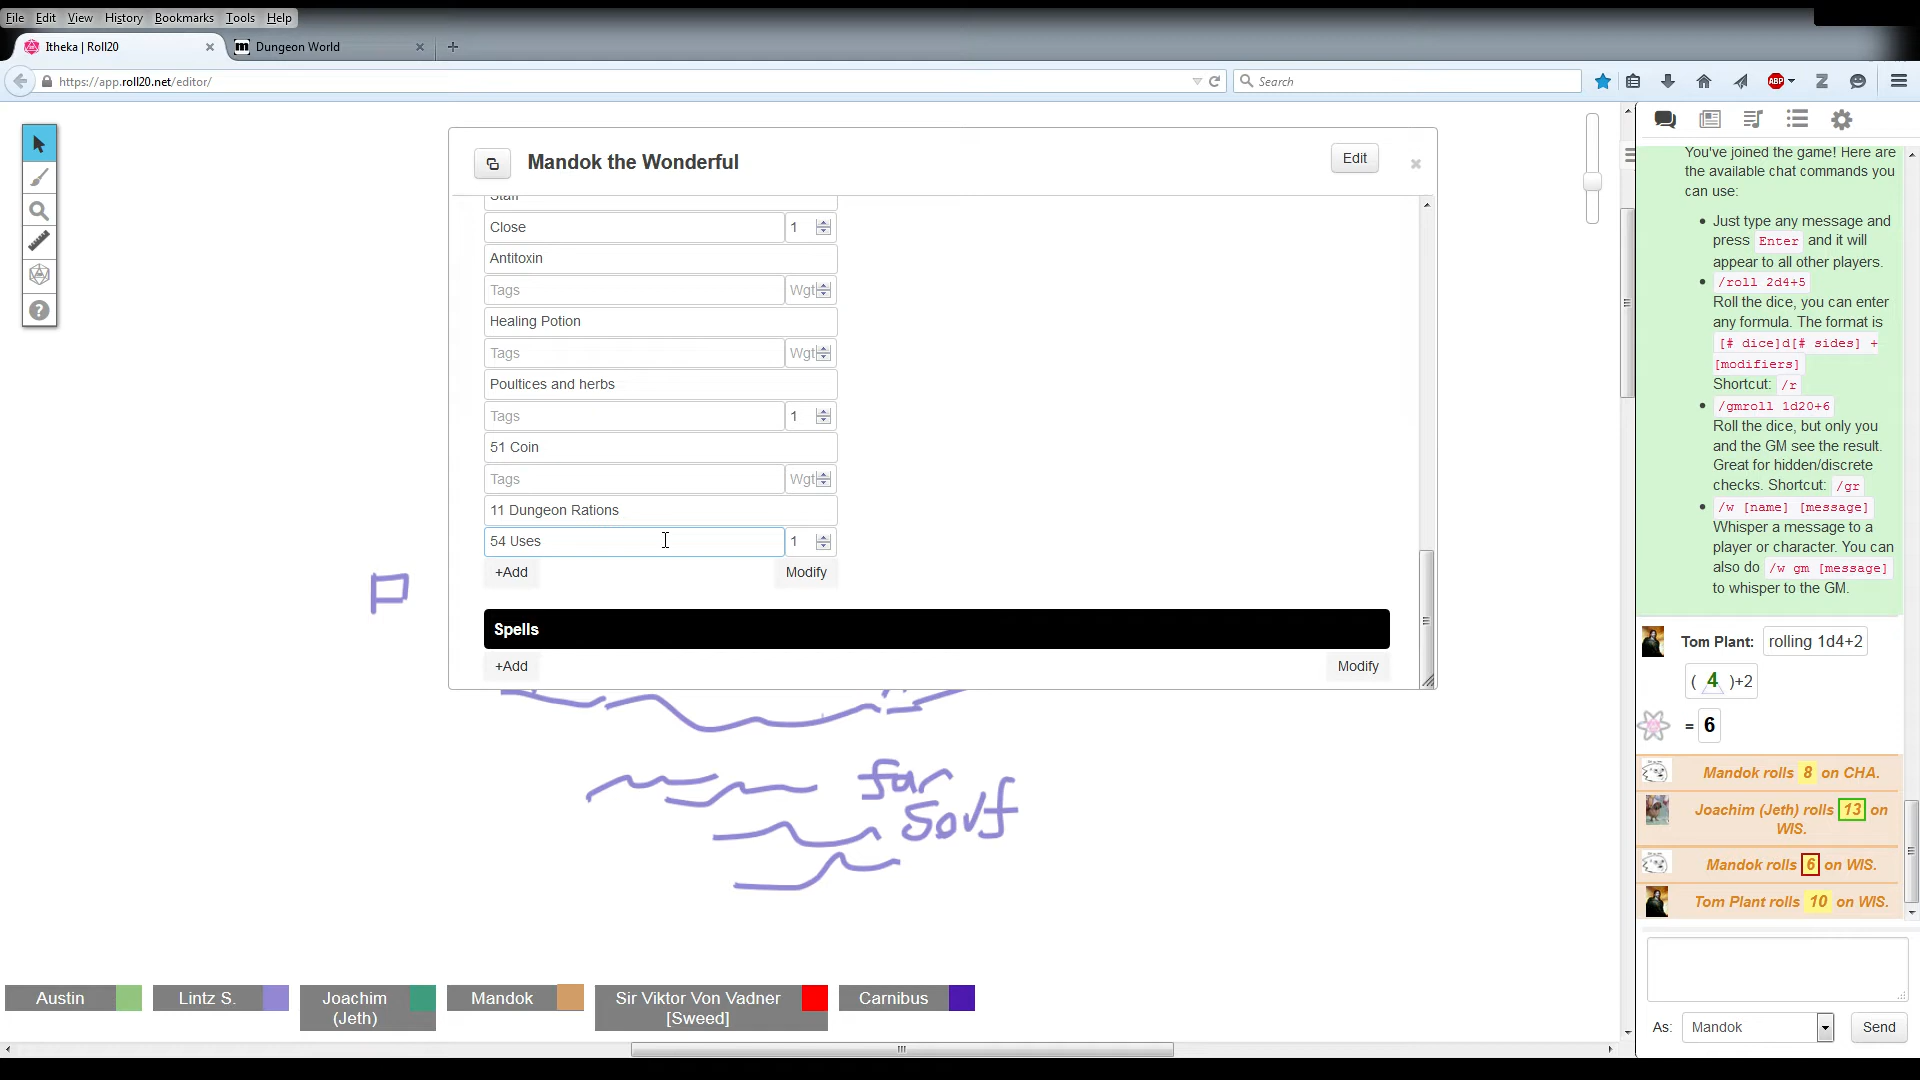 File Edit View History Bookmarks Tools Help
Itheka | Roll20
Dungeon World
https://app.roll20.net/editor/
Search
ABP
Z
Mandok the Wonderful
Edit
Staff
Close 1
Antitoxin
Tags Wgt
Healing Potion
Tags Wgt
Poultices and herbs
Tags 1
51 Coin
Tags Wgt
11 Dungeon Rations
54 Uses 1
+Add Modify
Spells
+Add Modify
far
Austin
Lintz S.
Joachim
(Jeth)
Mandok
Sir Viktor Von Vadner
[Sweed]
Carnibus
You've joined the game! Here are
the available chat commands you
can use:
Just type any message and
press Enter and it will
appear to all other players.
/roll 2d4+5
Roll the dice, you can enter
any formula. The format is
[# dice]d[# sides] +
[modifiers]
Shortcut: /r
/gmroll 1d20+6
Roll the dice, but only you
and the GM see the result.
Great for hidden/discrete
checks. Shortcut: /gr
/w [name] [message]
Whisper a message to a
player or character. You can
also do /w gm [message]
to whisper to the GM.
Tom Plant: rolling 1d4+2
( 4 )+2
= 6
Mandok rolls 8 on CHA.
Joachim (Jeth) rolls 13 on
WIS.
Mandok rolls 6 on WIS.
Tom Plant rolls 10 on WIS.
As: Mandok Send